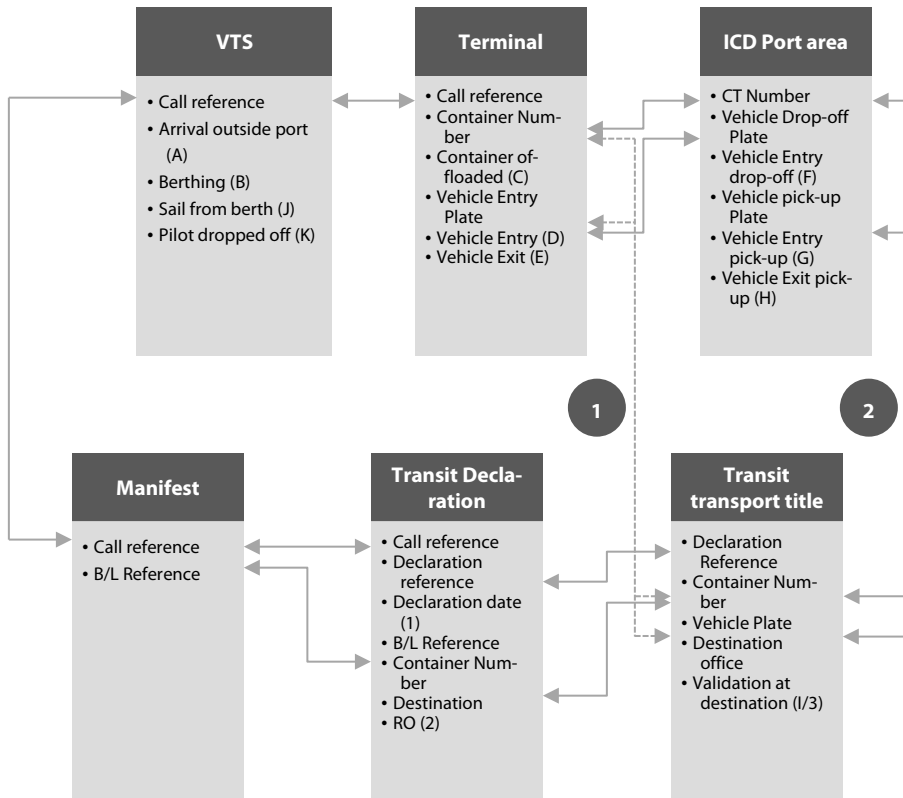 VTS
• Call reference
• Arrival outside port
(A)
• Berthing (B)
• Sail from berth (J)
• Pilot dropped off (K)
Terminal
• Call reference
• Container Num-
ber
• Container of-
floaded (C)
• Vehicle Entry
Plate
• Vehicle Entry (D)
• Vehicle Exit (E)
ICD Port area
• CT Number
• Vehicle Drop-off
Plate
• Vehicle Entry
drop-off (F)
• Vehicle pick-up
Plate
• Vehicle Entry
pick-up (G)
• Vehicle Exit pick-
up (H)
1
2
Manifest
• Call reference
• B/L Reference
Transit Decla-
ration
• Call reference
• Declaration
reference
• Declaration date
(1)
• B/L Reference
• Container Num-
ber
• Destination
• RO (2)
Transit
transport title
• Declaration
Reference
• Container Num-
ber
• Vehicle Plate
• Destination
office
• Validation at
destination (I/3)